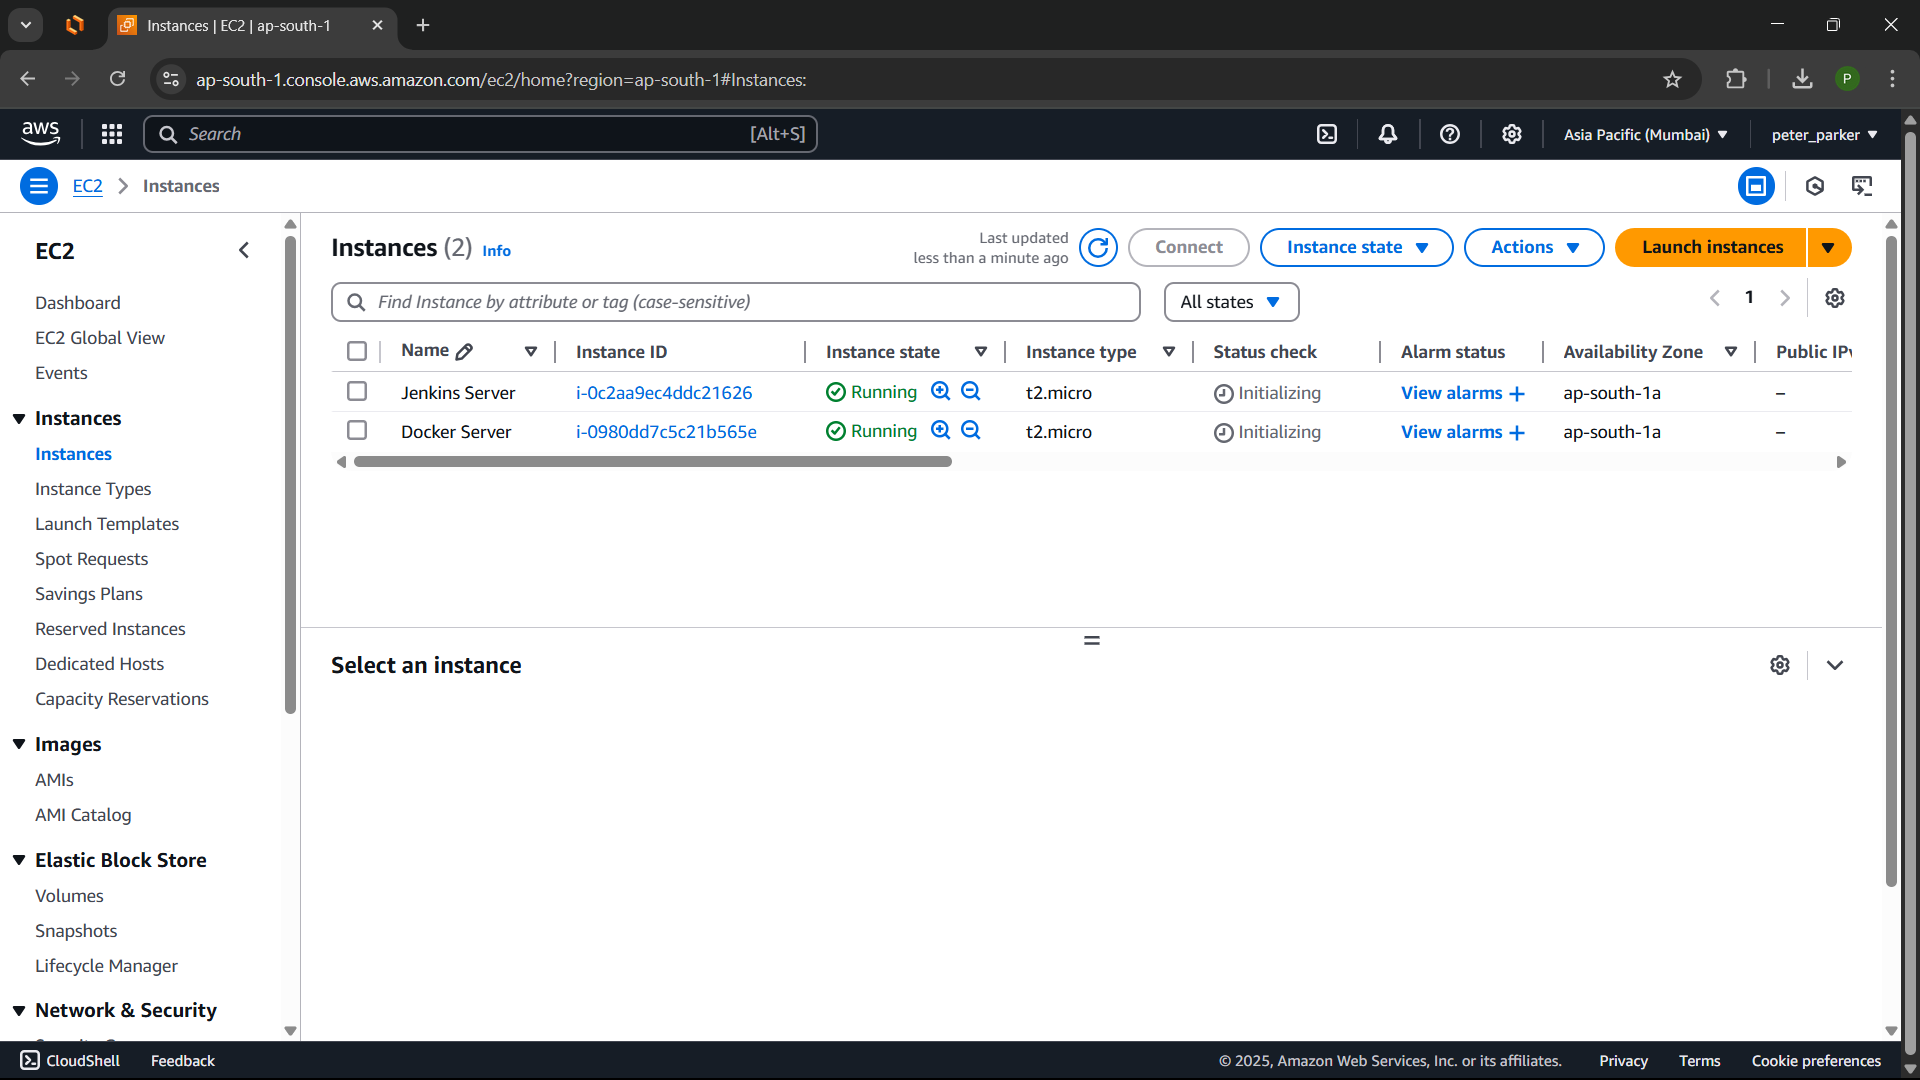 Instances | EC2 | ap-south-1
ap-south-1.console.aws.amazon.com/ec2/home?region=ap-south-1#Instances:
P
aws
Search
[Alt+S]
Asia Pacific (Mumbai)
peter_parker
EC2
Instances
EC2
Dashboard
EC2 Global View
Events
Instances
Instances
Instance Types
Launch Templates
Spot Requests
Savings Plans
Reserved Instances
Dedicated Hosts
Capacity Reservations
Images
AMIs
AMI Catalog
Elastic Block Store
Volumes
Snapshots
Lifecycle Manager
Network & Security
Instances (2) Info
Last updated
less than a minute ago
Connect
Instance state
Actions
Launch instances
Find Instance by attribute or tag (case-sensitive)
All states
1
Name Instance ID Instance state Instance type Status check Alarm status Availability Zone Public IPv
Jenkins Server i-0c2aa9ec4ddc21626 Running t2.micro Initializing View alarms + ap-south-1a –
Docker Server i-0980dd7c5c21b565e Running t2.micro Initializing View alarms + ap-south-1a –
Select an instance
CloudShell
Feedback
© 2025, Amazon Web Services, Inc. or its affiliates.
Privacy
Terms
Cookie preferences